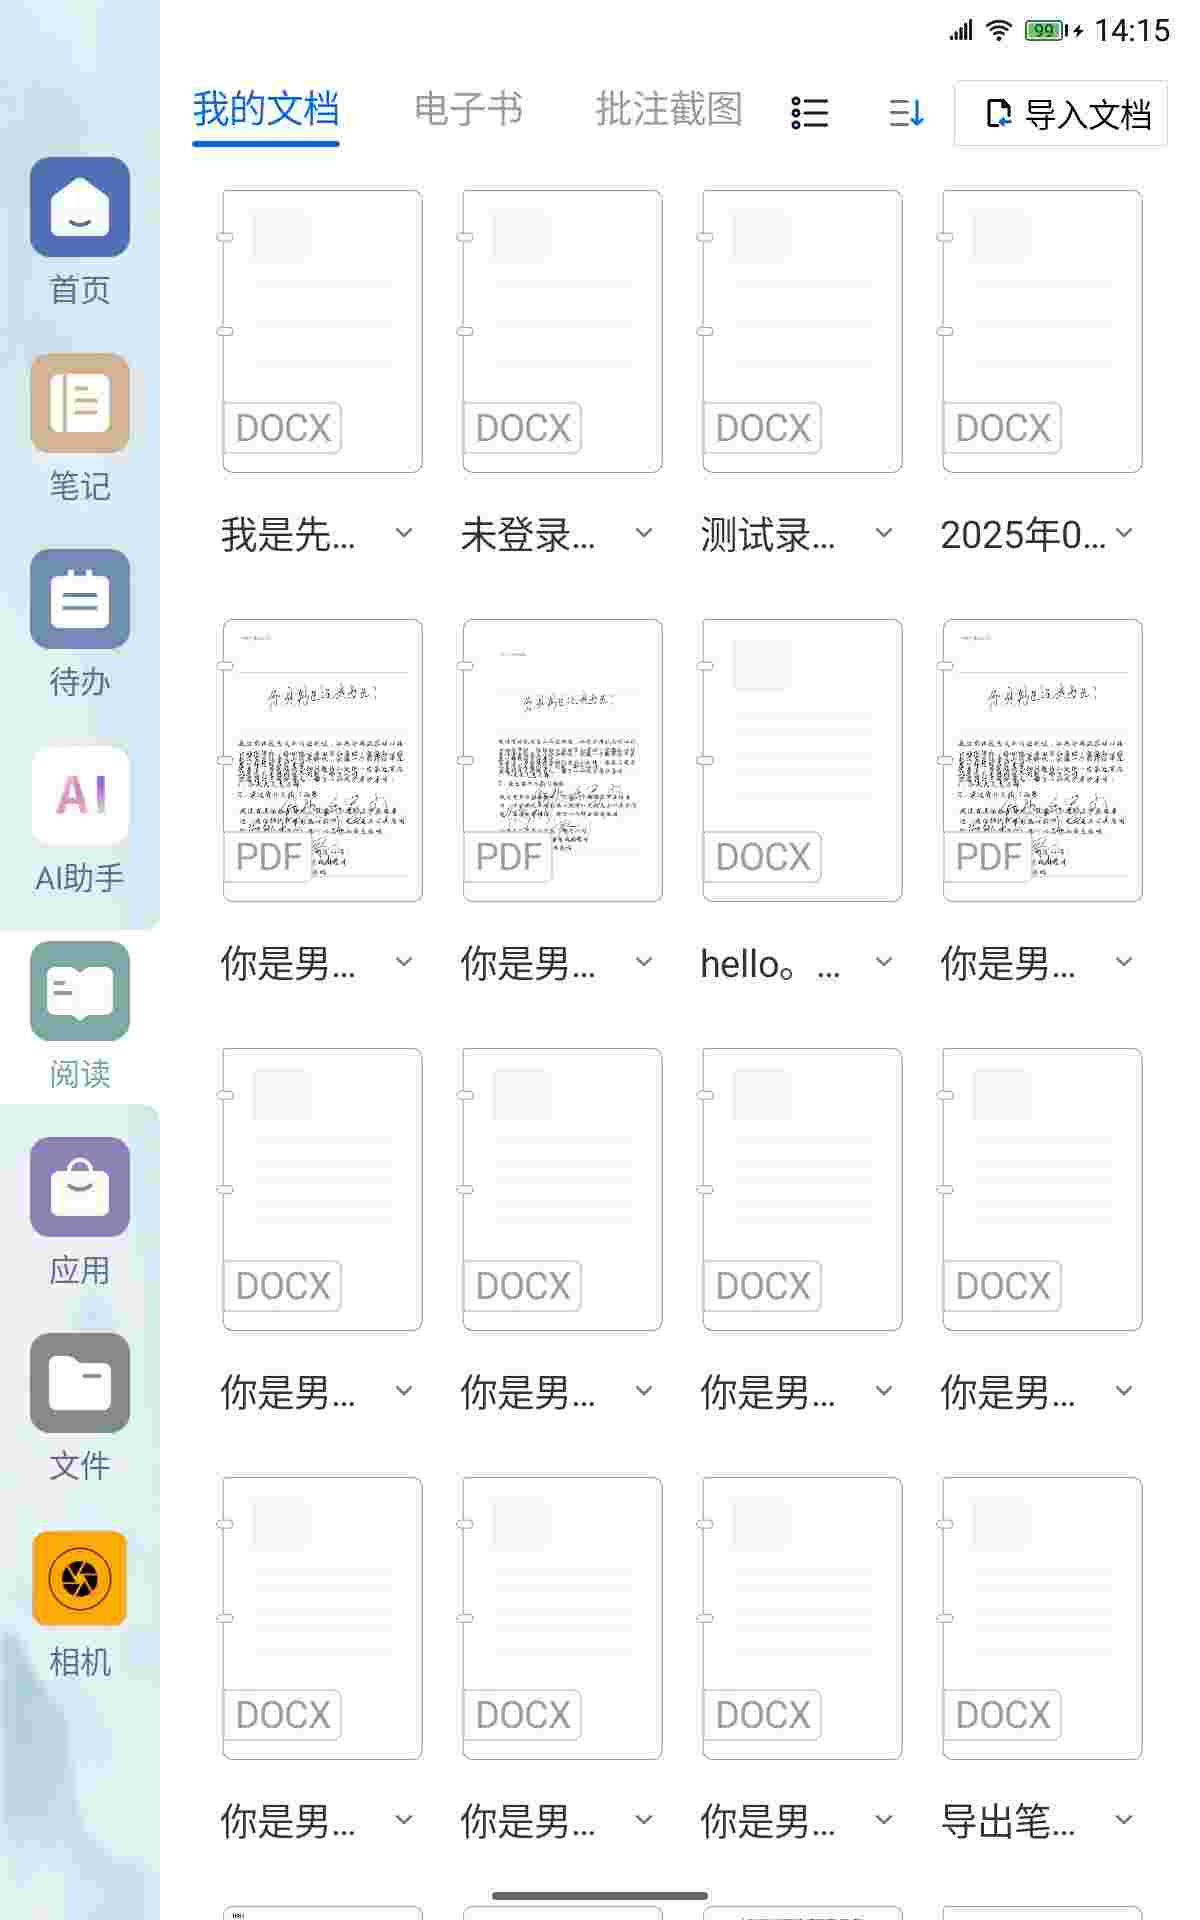 99 14:15
我的文档 电子书 批注截图 导入文档
首页
笔记
待办
AI
AI助手
阅读
应用
文件
相机
DOCX DOCX DOCX DOCX
我是先... 未登录... 测试录... 2025年0...
PDF PDF DOCX PDF
你是男... 你是男... hello。... 你是男...
DOCX DOCX DOCX DOCX
你是男... 你是男... 你是男... 你是男...
DOCX DOCX DOCX DOCX
你是男... 你是男... 你是男... 导出笔...